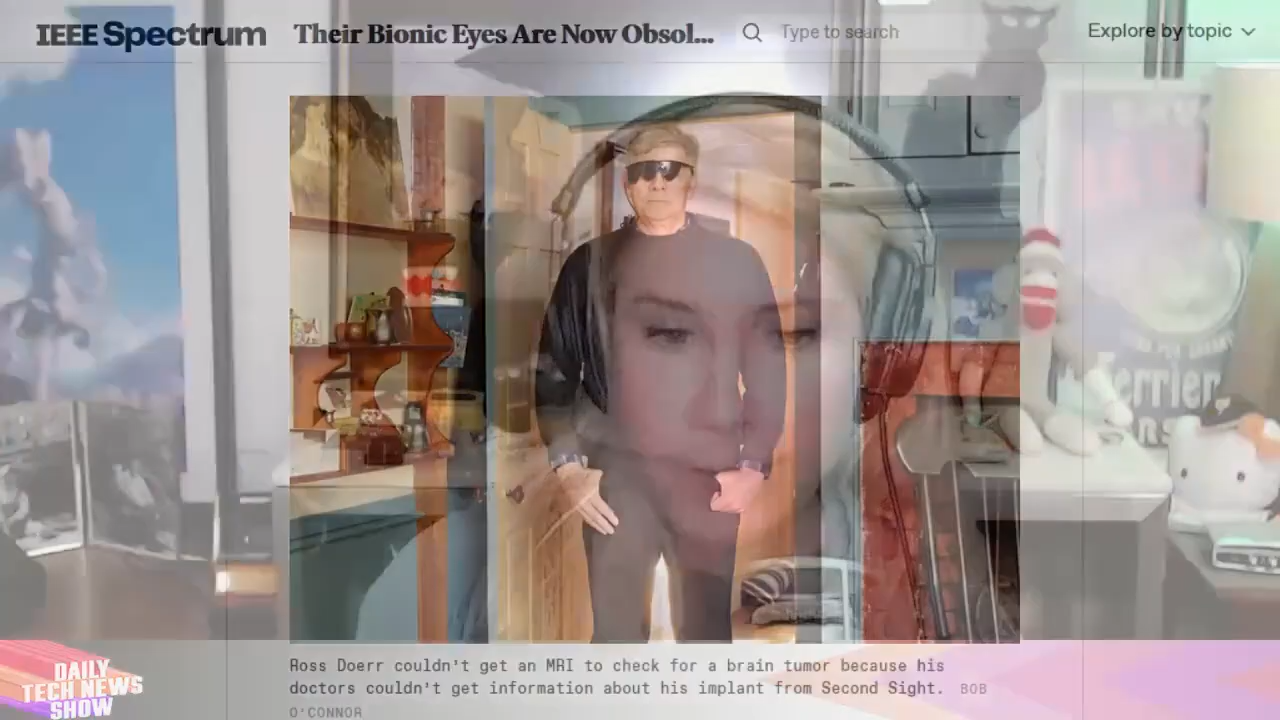 IEEE Spectrum
Their Bionic Eyes Are Now Obsol...
Type to search
Explore by topic
Perrier
Ross Doerr couldn't get an MRI to check for a brain tumor because his
doctors couldn't get information about his implant from Second Sight. BOB
O'CONNOR
DAILY
TECH NEWS
SHOW